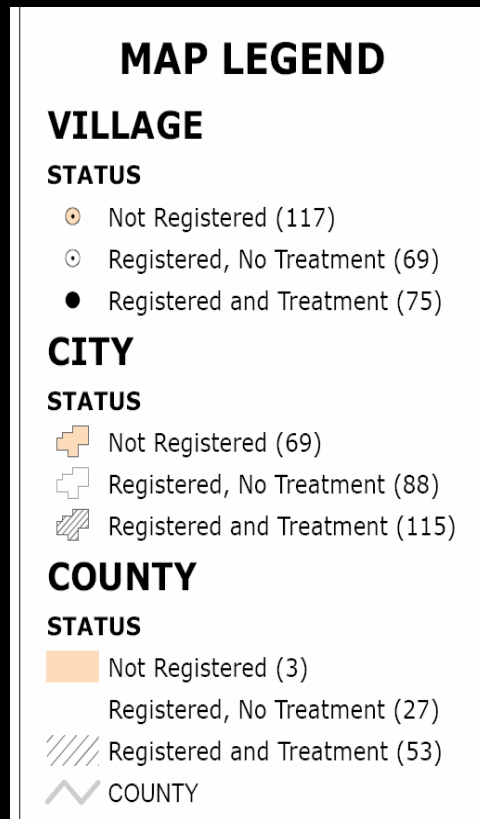 MAP LEGEND
VILLAGE
STATUS
Not Registered (117)
Registered, No Treatment (69)
Registered and Treatment (75)
CITY
STATUS
Not Registered (69)
Registered, No Treatment (88)
Registered and Treatment (115)
COUNTY
STATUS
Not Registered (3)
Registered, No Treatment (27)
Registered and Treatment (53)
COUNTY